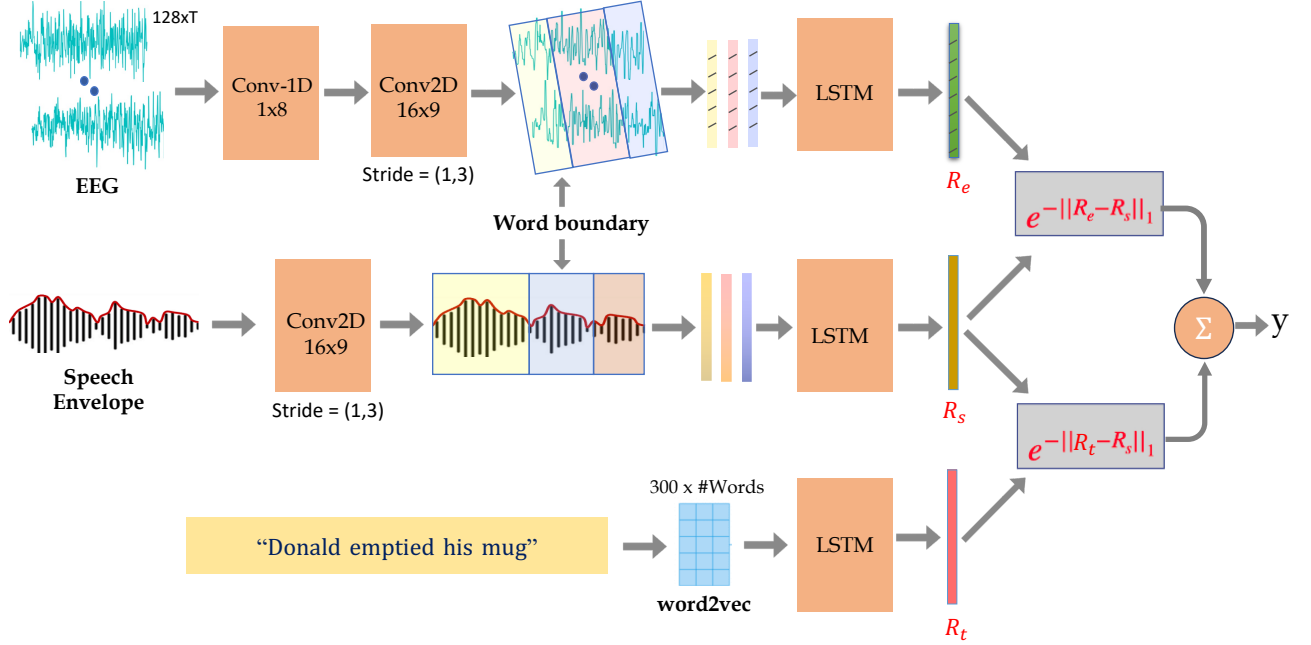 128xT
EEG
Conv-1D
1x8
Conv2D
16x9
Stride = (1,3)
LSTM
R_e
e^{-||R_e-R_s||_1}
Word boundary
Speech
Envelope
Conv2D
16x9
Stride = (1,3)
LSTM
R_s
Σ
y
e^{-||R_t-R_s||_1}
“Donald emptied his mug”
300 x #Words
word2vec
LSTM
R_t